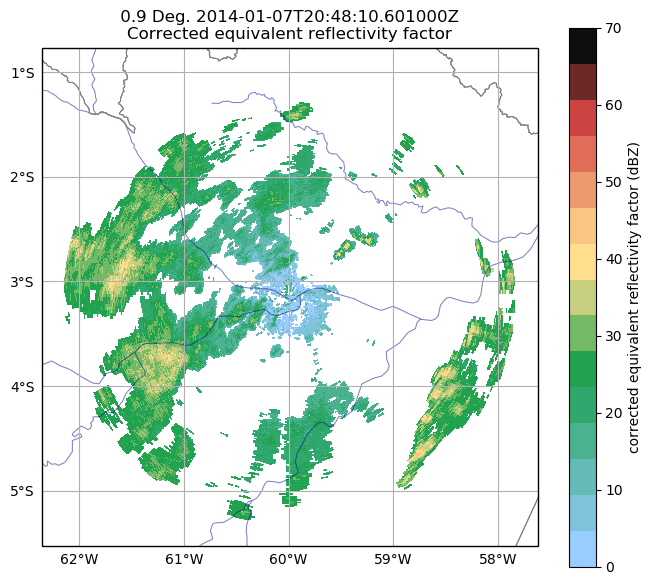 0.9 Deg. 2014-01-07T20:48:10.601000Z
Corrected equivalent reflectivity factor
1°S
2°S
3°S
4°S
5°S
62°W 61°W 60°W 59°W 58°W
70
60
50
40
30
20
10
0
corrected equivalent reflectivity factor (dBZ)